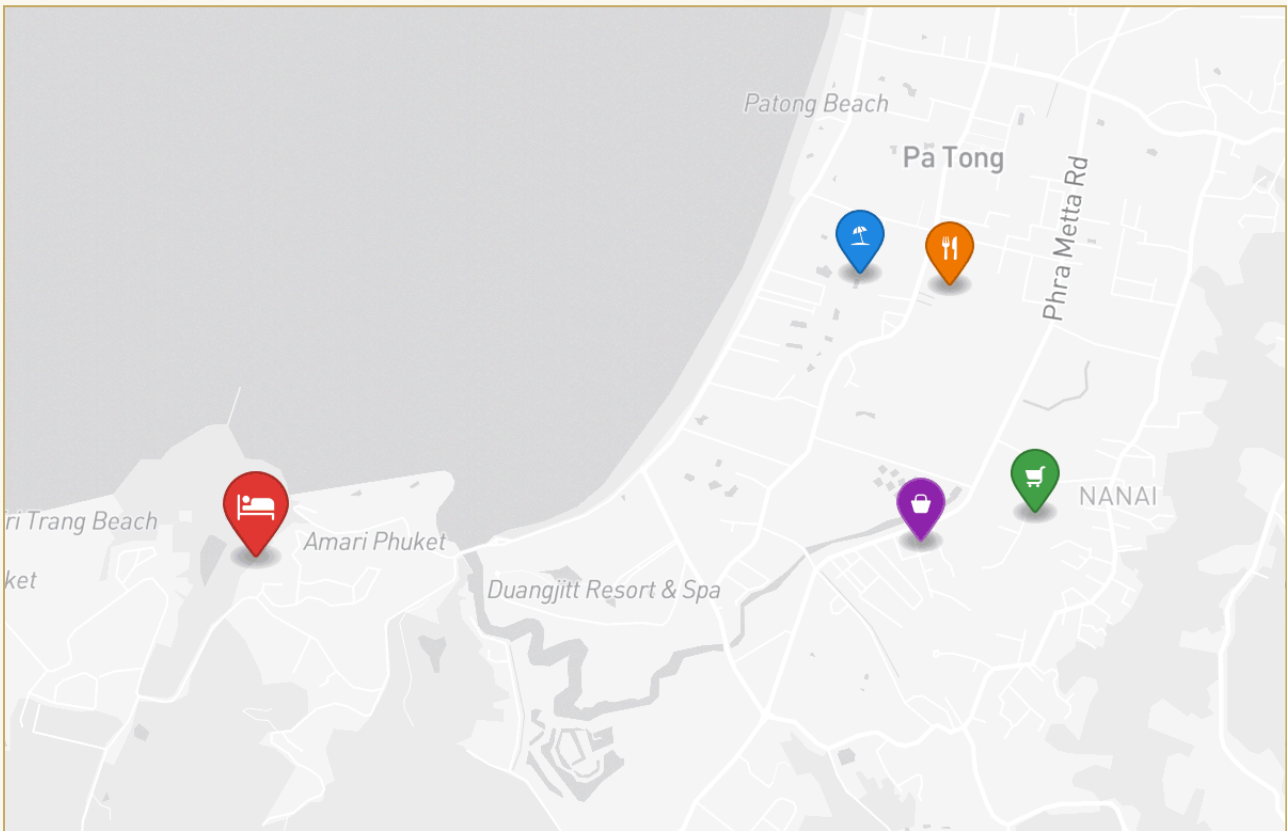 Patong Beach
Pa Tong
Phra Metta Rd
NANAI
ri Trang Beach
Amari Phuket
ket
Duangjitt Resort & Spa